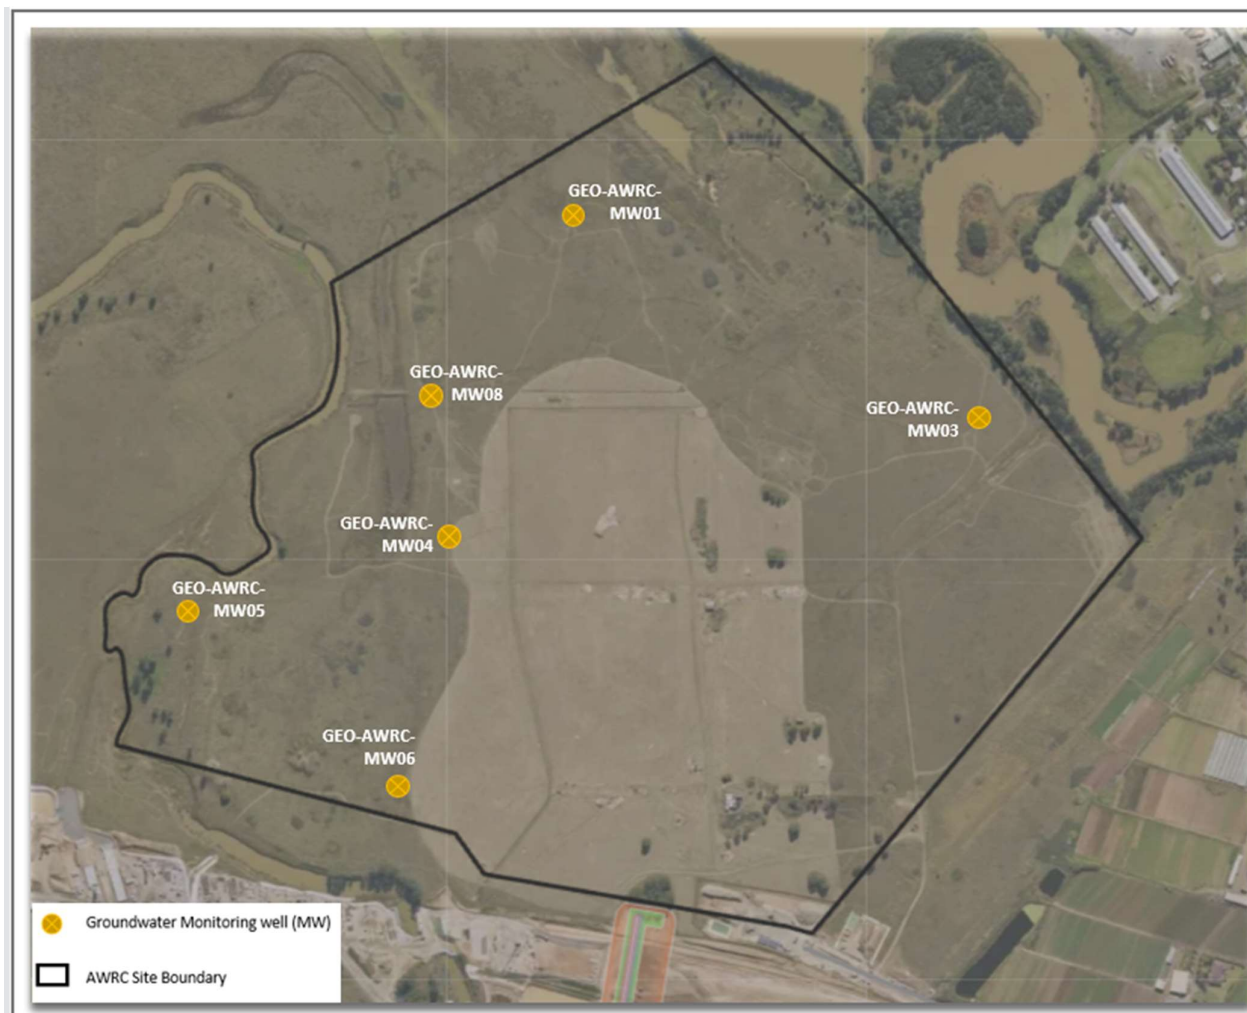 GEO-AWRC-
MW01
GEO-AWRC-
MW08
GEO-AWRC-
MW03
GEO-AWRC-
MW04
GEO-AWRC-
MW05
GEO-AWRC-
MW06
Groundwater Monitoring well (MW)
AWRC Site Boundary